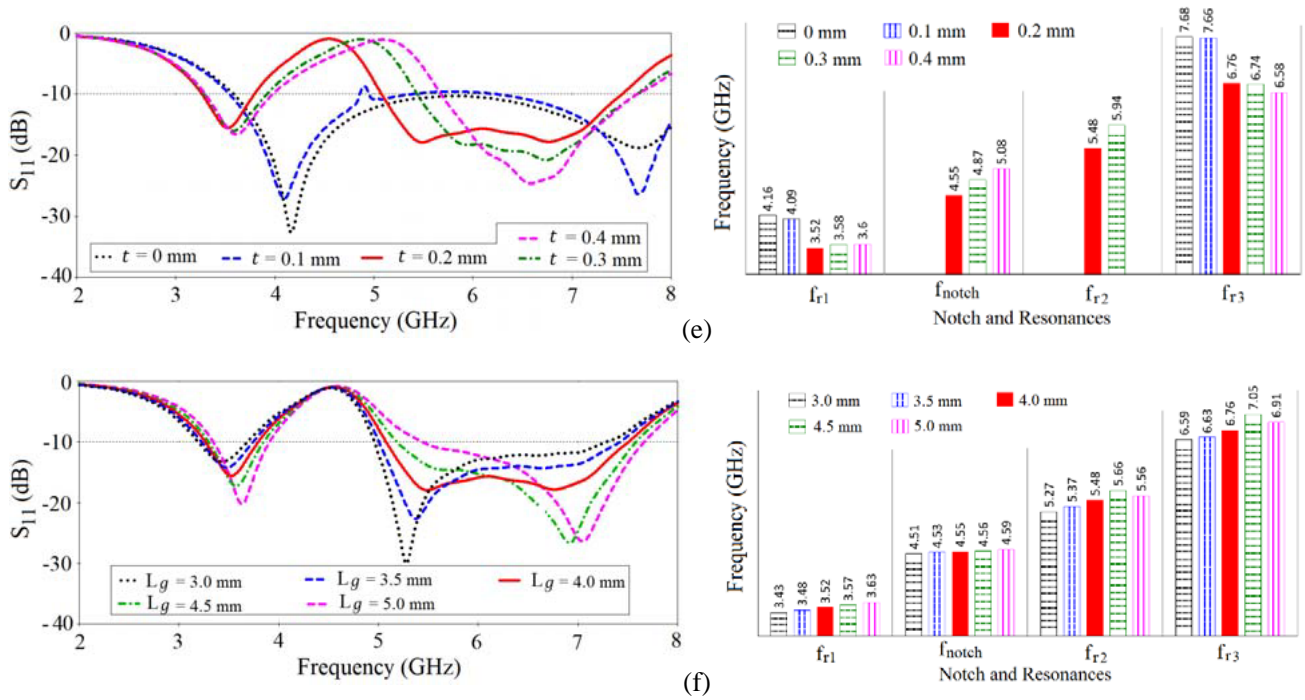 0
-10
-20
-30
-40
S11 (dB)
t = 0.4 mm
t = 0 mm t = 0.1 mm t = 0.2 mm t = 0.3 mm
2 3 4 5 6 7 8
Frequency (GHz)
0 mm 0.1 mm 0.2 mm
0.3 mm 0.4 mm
Frequency (GHz)
4.16 4.09 3.52 3.58 3.6
4.55 4.87 5.08
5.48 5.94
7.68 7.66 6.76 6.74 6.58
fr1 fnotch fr2 fr3
Notch and Resonances
(e)
0
-10
-20
-30
-40
S11 (dB)
Lg = 3.0 mm Lg = 3.5 mm Lg = 4.0 mm
Lg = 4.5 mm Lg = 5.0 mm
2 3 4 5 6 7 8
Frequency (GHz)
3.0 mm 3.5 mm 4.0 mm
4.5 mm 5.0 mm
Frequency (GHz)
3.43 3.48 3.52 3.57 3.63
4.51 4.53 4.55 4.56 4.59
5.27 5.37 5.48 5.66 5.56
6.59 6.63 6.76 7.05 6.91
fr1 fnotch fr2 fr3
Notch and Resonances
(f)